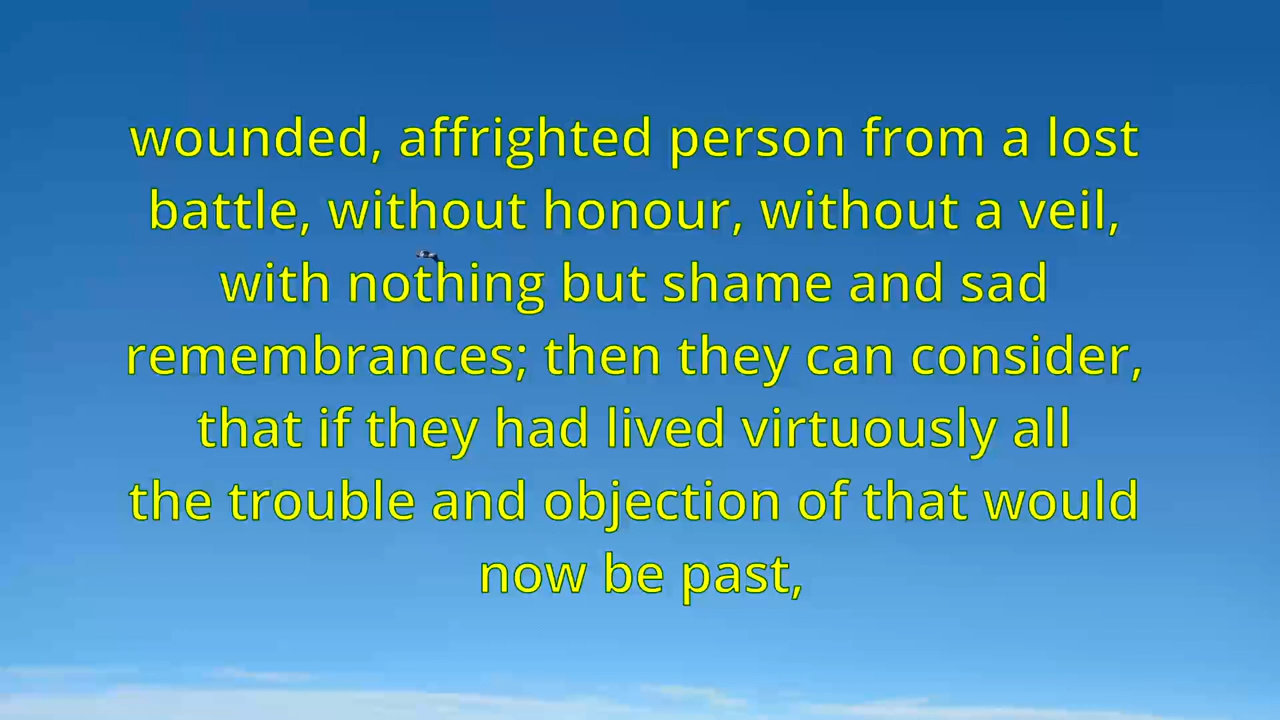 wounded, affrighted person from a lost
battle, without honour, without a veil,
with nothing but shame and sad
remembrances; then they can consider,
that if they had lived virtuously all
the trouble and objection of that would
now be past,